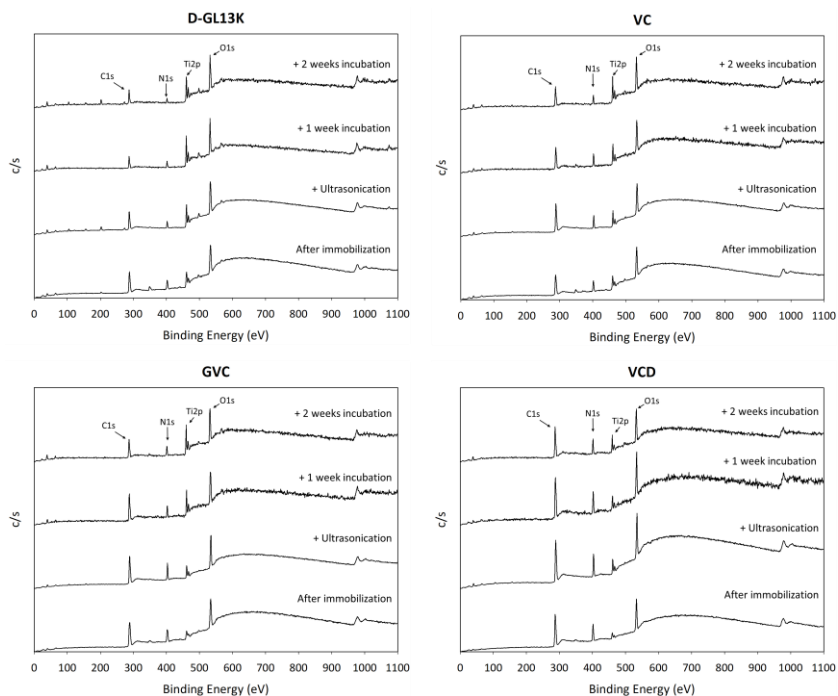 D-GL13K
c/s
C1s
N1s
Ti2p
O1s
+ 2 weeks incubation
+ 1 week incubation
+ Ultrasonication
After immobilization
0 100 200 300 400 500 600 700 800 900 1000 1100
Binding Energy (eV)
VC
c/s
C1s
N1s
Ti2p
O1s
+ 2 weeks incubation
+ 1 week incubation
+ Ultrasonication
After immobilization
0 100 200 300 400 500 600 700 800 900 1000 1100
Binding Energy (eV)
GVC
c/s
C1s
N1s
Ti2p
O1s
+ 2 weeks incubation
+ 1 week incubation
+ Ultrasonication
After immobilization
0 100 200 300 400 500 600 700 800 900 1000 1100
Binding Energy (eV)
VCD
c/s
C1s
N1s
Ti2p
O1s
+ 2 weeks incubation
+ 1 week incubation
+ Ultrasonication
After immobilization
0 100 200 300 400 500 600 700 800 900 1000 1100
Binding Energy (eV)